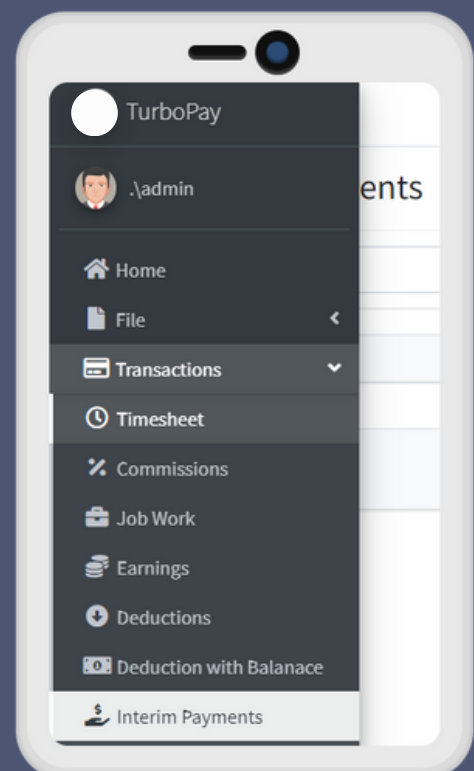 TurboPay
.\admin
ents
Home
File
Transactions
Timesheet
Commissions
Job Work
Earnings
Deductions
Deduction with Balanace
Interim Payments